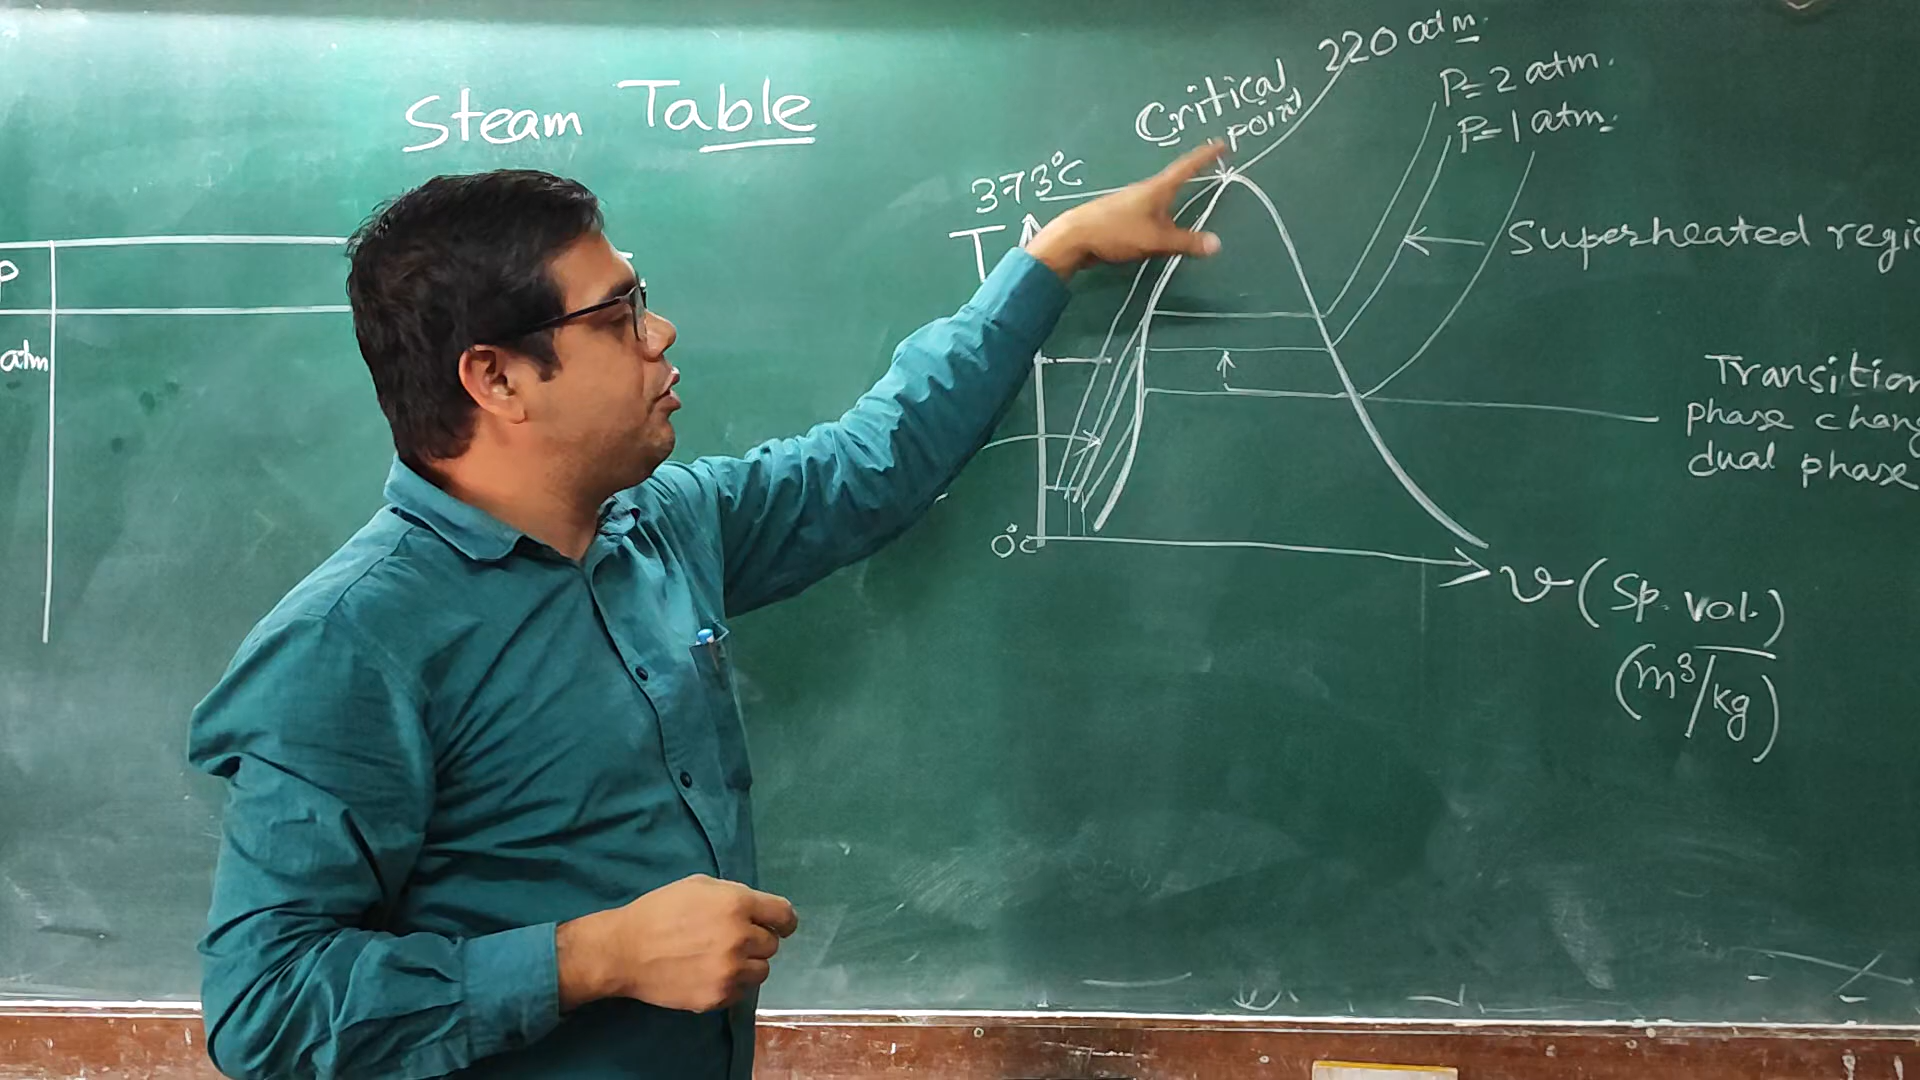 Steam Table
220 atm
Critical
point
P=2 atm.
P=1 atm.
373°C
T
Superheated regi
P
atm
Transition
phase chang
dual phase
0°C
v (Sp. Vol.)
(m³/kg)